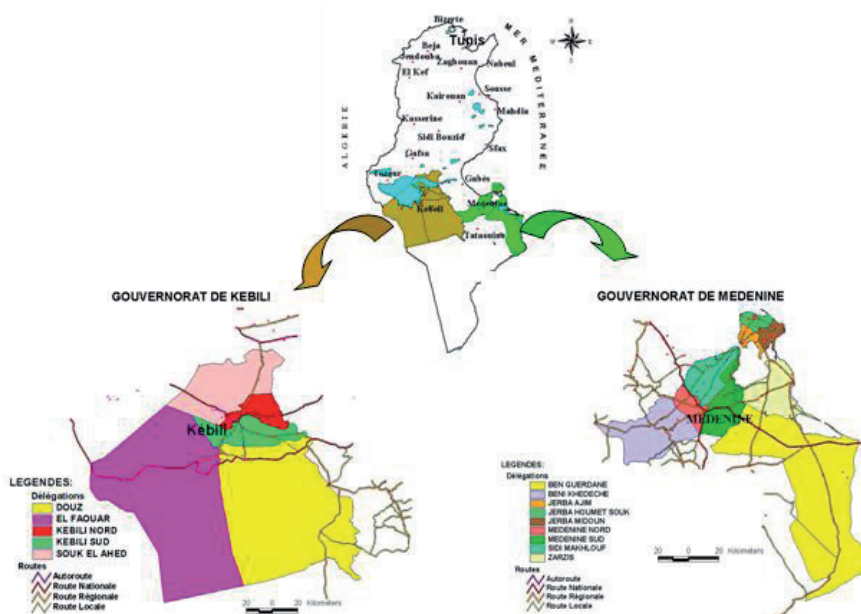 Bizerte
Tunis
Beja
Jendouba
Zaghouan
Nabeul
El Kef
MER MEDITERRANÉE
Sousse
Kairouan
Mahdia
Kasserine
ALGÉRIE
Sidi Bouzid
Sfax
Gafsa
Tozeur
Gabès
Medenine
Kebili
Tataouine
N
W
E
S
GOUVERNORAT DE KEBILI
Kébili
LEGENDES:
Délégations
DOUZ
EL FAOUAR
KEBILI NORD
KEBILI SUD
SOUK EL AHED
Routes
Autoroute
Route Nationale
Route Régionale
Route Locale
20 0 20 Kilometers
GOUVERNORAT DE MEDENINE
MEDENINE
LEGENDES:
Délégations
BEN GUERDANE
BENI KHEDECHE
JERBA AJIM
JERBA HOUMET SOUK
JERBA MIDOUN
MEDENINE NORD
MEDENINE SUD
SIDI MAKHLOUF
ZARZIS
Routes
Autoroute
Route Nationale
Route Régionale
Route Locale
20 0 20 Kilometers